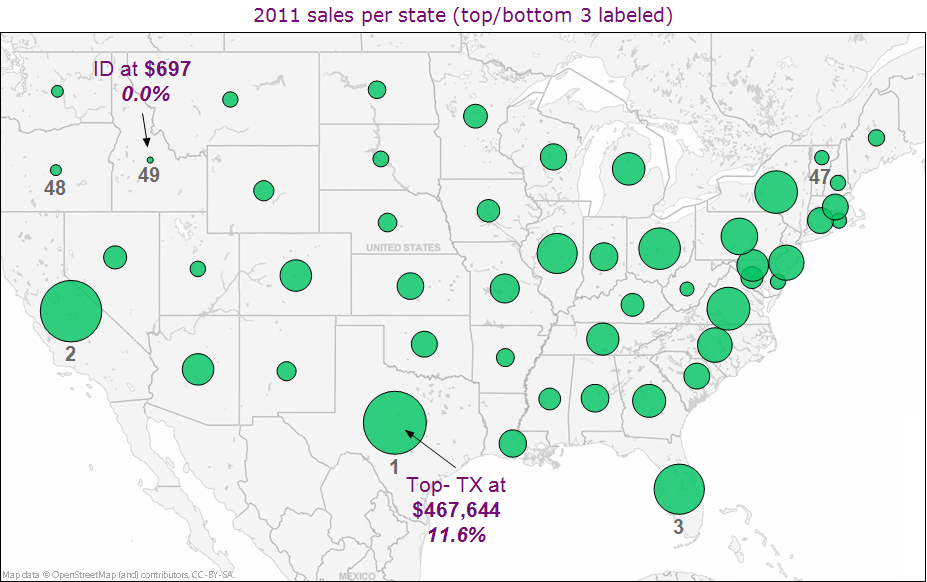 2011 sales per state (top/bottom 3 labeled)
ID at $697
0.0%
47
49
48
UNITED STATES
2
1
Top- TX at
$467,644
11.6%
3
MEXICO
Map data © OpenStreetMap (and) contributors, CC-BY-SA.